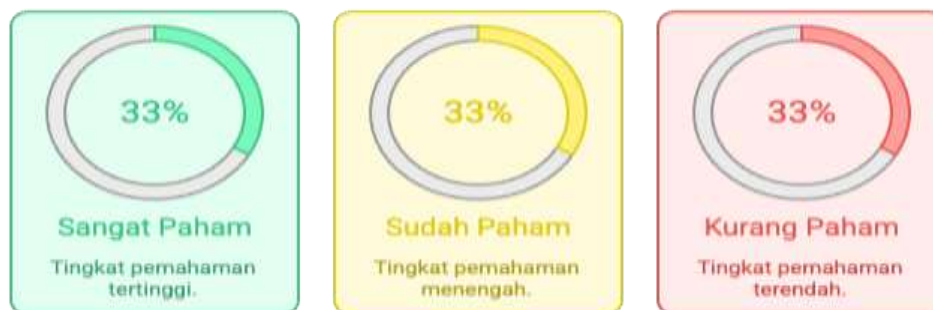 33%
Sangat Paham
Tingkat pemahaman
tertinggi.
33%
Sudah Paham
Tingkat pemahaman
menengah.
33%
Kurang Paham
Tingkat pemahaman
terendah.